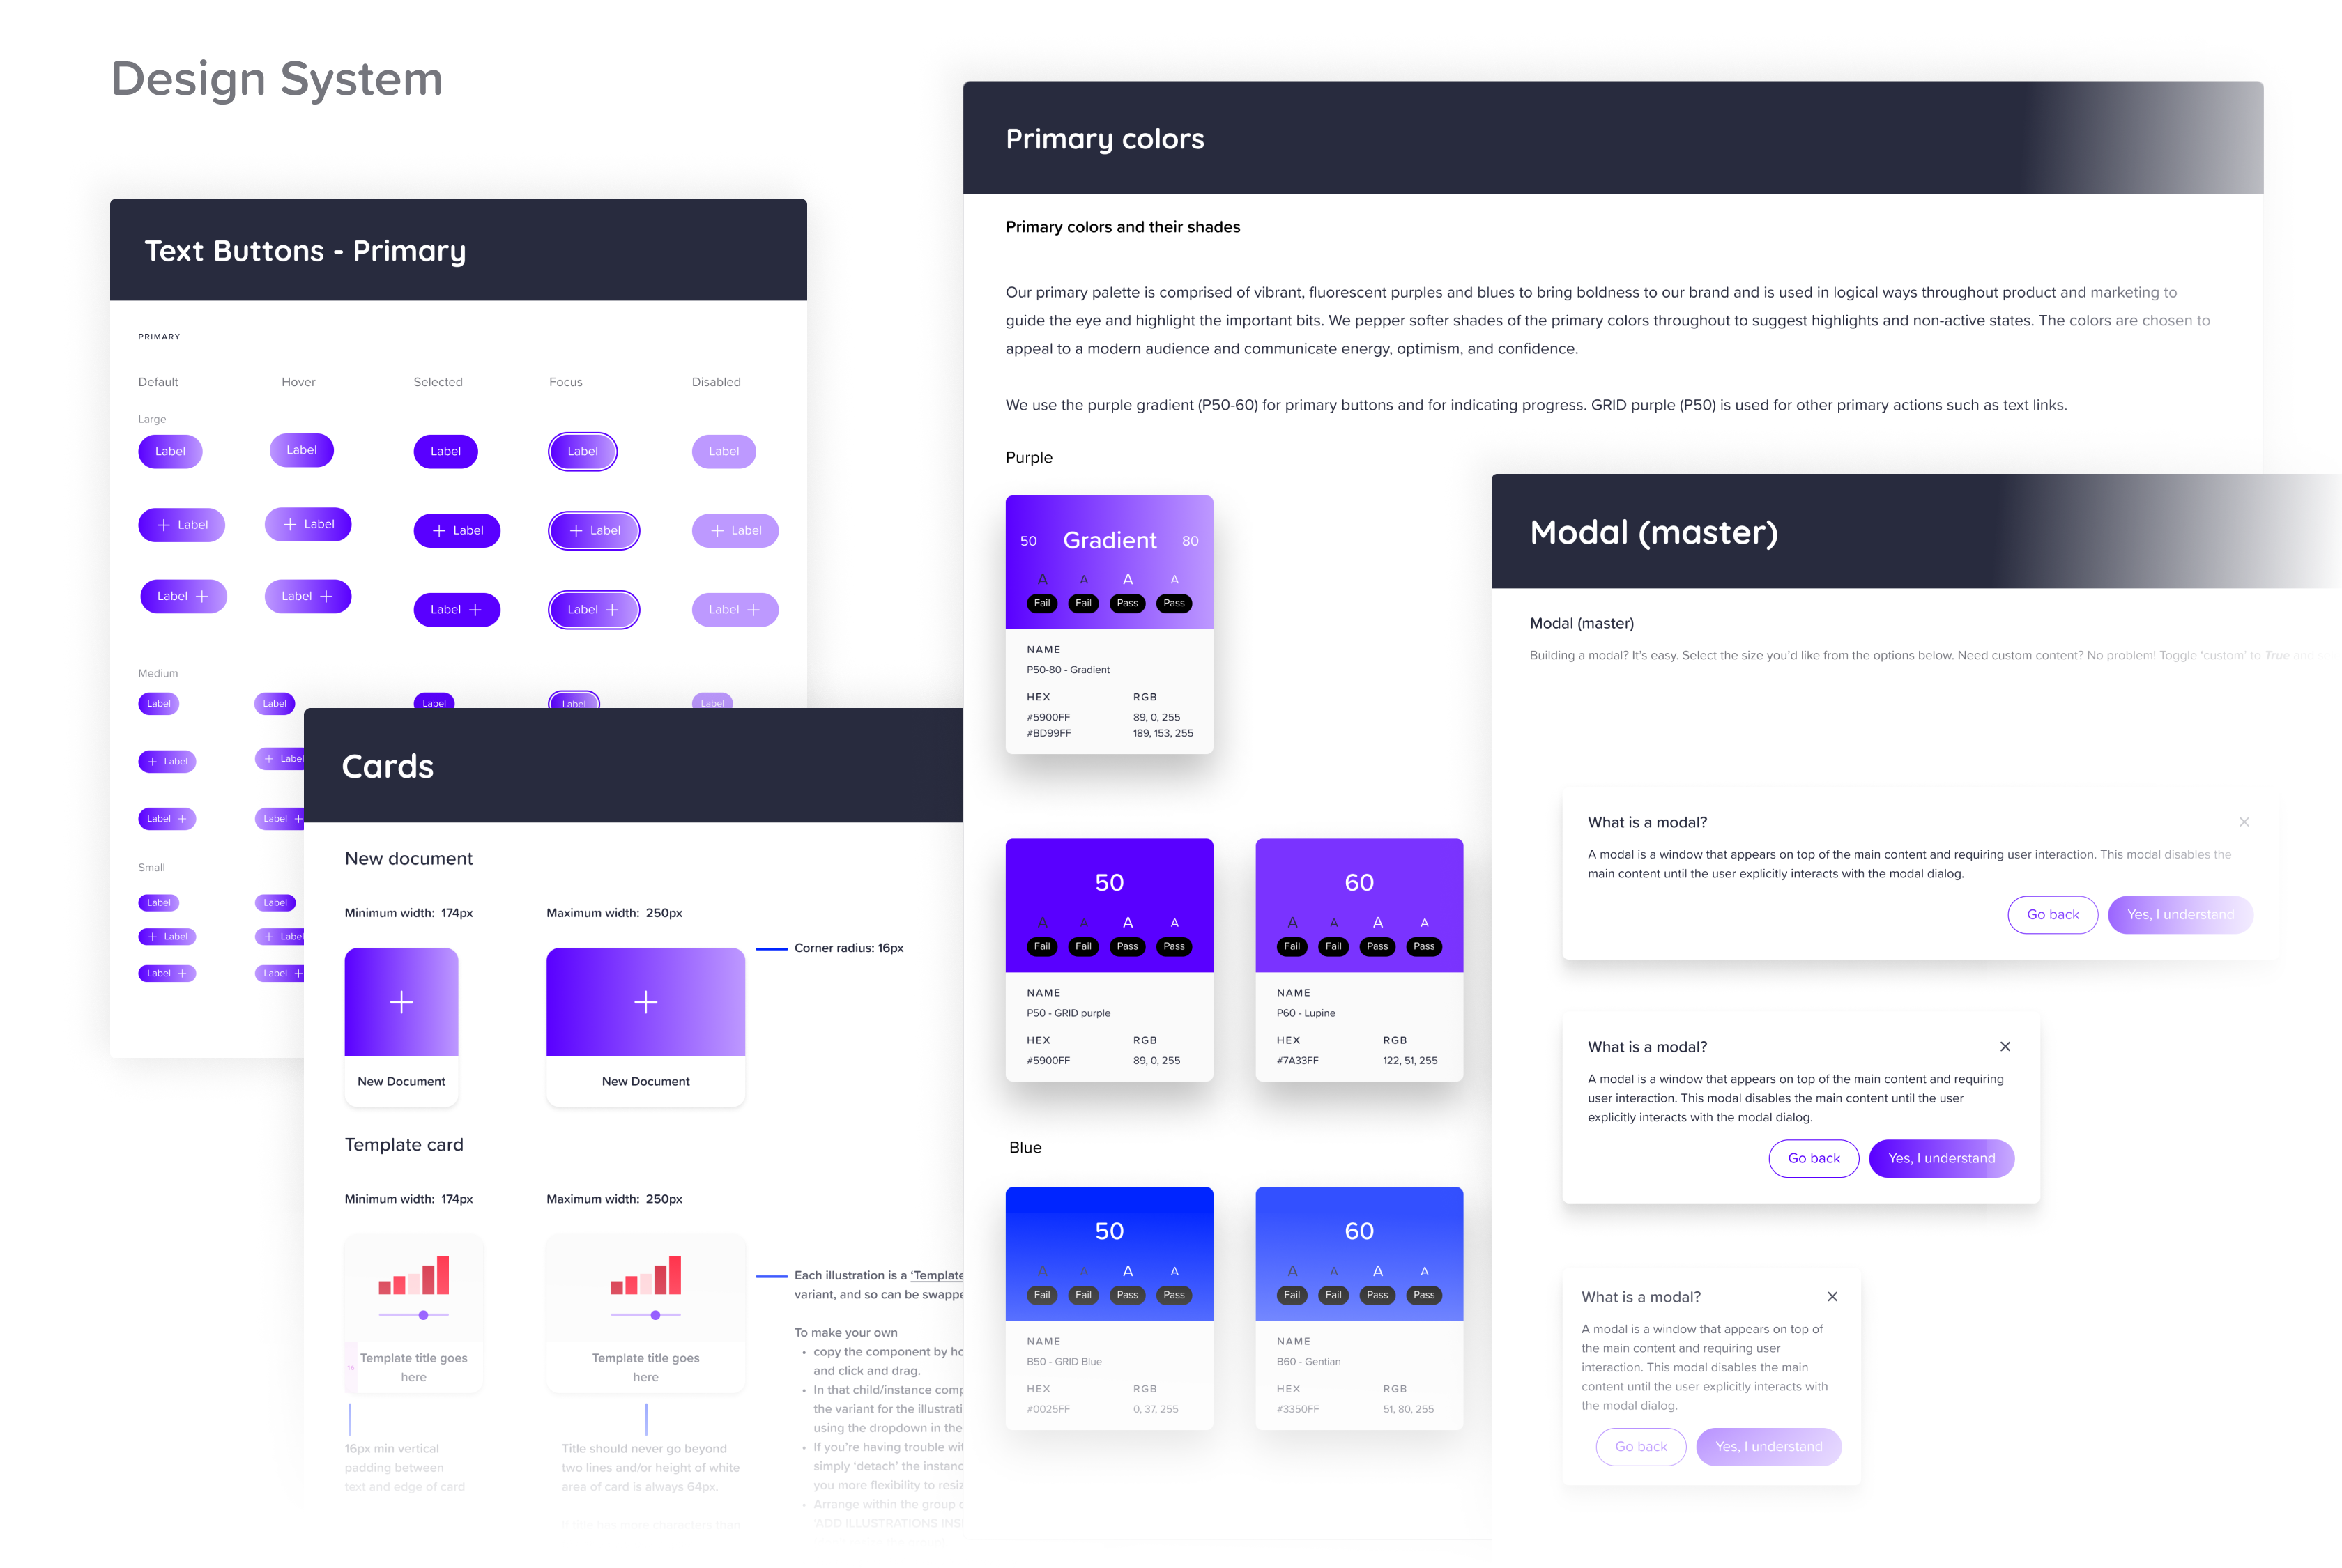 Design System
Text Buttons - Primary
PRIMARY
Default Hover Selected Focus Disabled
Large
Label Label Label Label Label
Label Label Label Label Label
Label Label Label Label Label
Medium
Label Label Label Label Label
Label Label
Label Label
Small
Label Label
Label Label
Label Label
Cards
New document
Minimum width: 174px Maximum width: 250px
Corner radius: 16px
New Document New Document
Template card
Minimum width: 174px Maximum width: 250px
Each illustration is a ‘Template
variant, and so can be
To make your own
• copy the component by
and click and drag.
• In that child/instance
the variant for the
using the dropdown in the
• If you’re having trouble
simply ‘detach’ the
you more flexibility to
• Arrange within the group
‘ADD ILLUSTRATIONS
Template title goes
here
Template title goes
here
16
16px min vertical
padding between
text and edge of card
Title should never go beyond
two lines and/or height of white
area of card is always 64px.
If title has more characters than
Primary colors
Primary colors and their shades
Our primary palette is comprised of vibrant, fluorescent purples and blues to bring boldness to our brand and is used in logical ways throughout product and marketing to
guide the eye and highlight the important bits. We pepper softer shades of the primary colors throughout to suggest highlights and non-active states. The colors are chosen to
appeal to a modern audience and communicate energy, optimism, and confidence.
We use the purple gradient (P50-60) for primary buttons and for indicating progress. GRID purple (P50) is used for other primary actions such as text links.
Purple
50 Gradient 80
A A A A
Fail Fail Pass Pass
NAME
P50-80 - Gradient
HEX RGB
#5900FF 89, 0, 255
#BD99FF 189, 153, 255
50
A A A A
Fail Fail Pass Pass
NAME
P50 - GRID purple
HEX RGB
#5900FF 89, 0, 255
60
A A A A
Fail Fail Pass Pass
NAME
P60 - Lupine
HEX RGB
#7A33FF 122, 51, 255
Blue
50
A A A A
Fail Fail Pass Pass
NAME
B50 - GRID Blue
HEX RGB
#0025FF 0, 37, 255
60
A A A A
Fail Fail Pass Pass
NAME
B60 - Gentian
HEX RGB
#3350FF 51, 80, 255
Modal (master)
Modal (master)
Building a modal? It’s easy. Select the size you’d like from the options below. Need custom content? No problem! Toggle ‘custom’ to True and
What is a modal?
A modal is a window that appears on top of the main content and requiring user interaction. This modal disables the
main content until the user explicitly interacts with the modal dialog.
Go back Yes, I understand
What is a modal?
A modal is a window that appears on top of the main content and requiring
user interaction. This modal disables the main content until the user
explicitly interacts with the modal dialog.
Go back Yes, I understand
What is a modal?
A modal is a window that appears on top of
the main content and requiring user
interaction. This modal disables the main
content until the user explicitly interacts with
the modal dialog.
Go back Yes, I understand